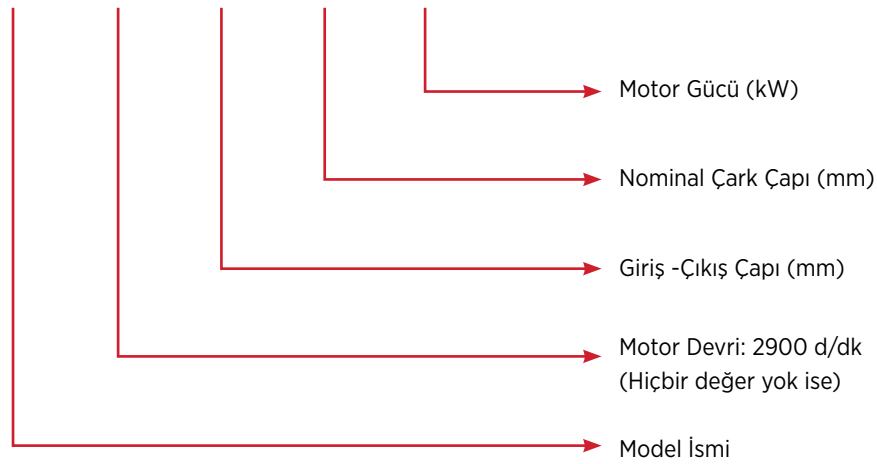 Motor Gücü (kW)
Nominal Çark Çapı (mm)
Giriş -Çıkış Çapı (mm)
Motor Devri: 2900 d/dk
(Hiçbir değer yok ise)
Model İsmi